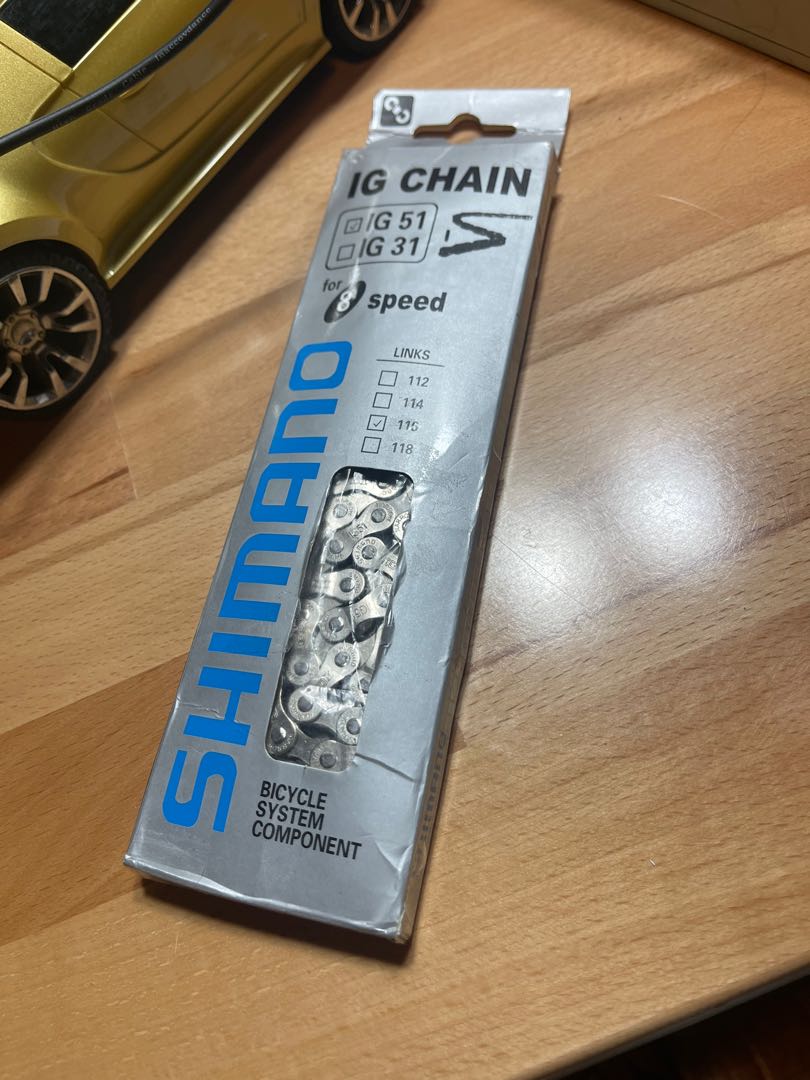 IG CHAIN
IG 51
IG 31
for 8 speed
LINKS
112
114
116
118
SHIMANO
BICYCLE
SYSTEM
COMPONENT